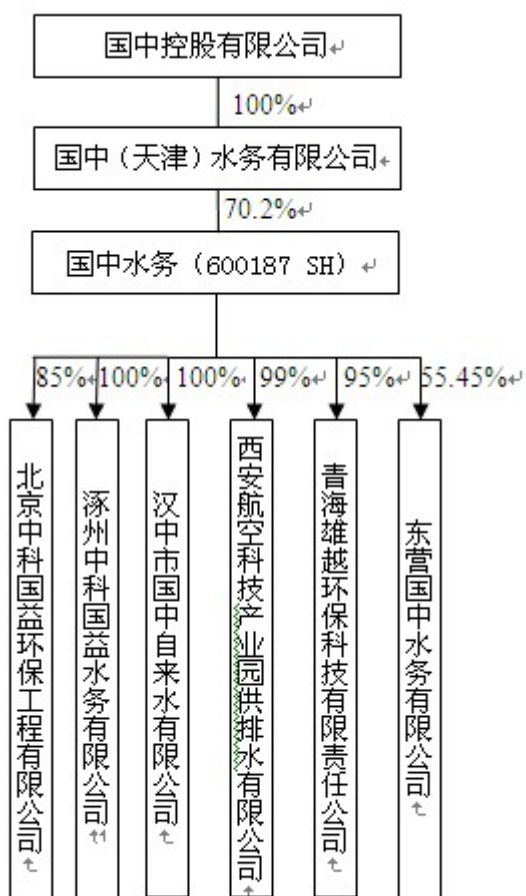 国中控股有限公司
100%
国中（天津）水务有限公司
70.2%
国中水务（600187 SH）
85% 100% 100% 99% 95% 55.45%
北京中科国益环保工程有限公司
涿州中科国益水务有限公司
汉中市国中自来水有限公司
西安航空科技产业园供排水有限公司
青海雄越环保科技有限责任公司
东营国中水务有限公司